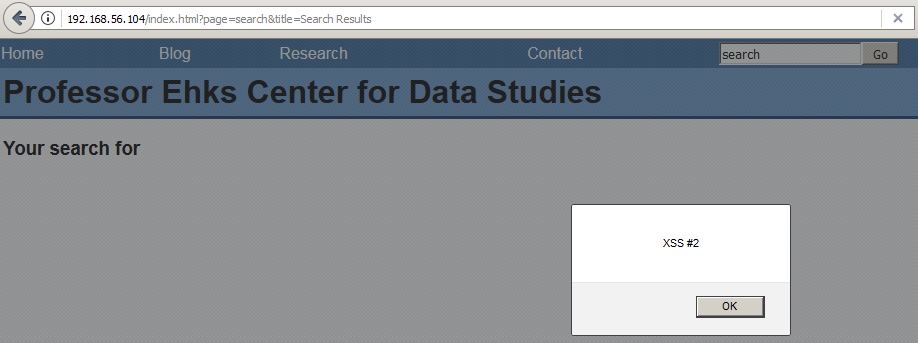 192.168.56.104/index.html?page=search&title=Search Results
Home Blog Research Contact search Go
Professor Ehks Center for Data Studies
Your search for
XSS #2
OK